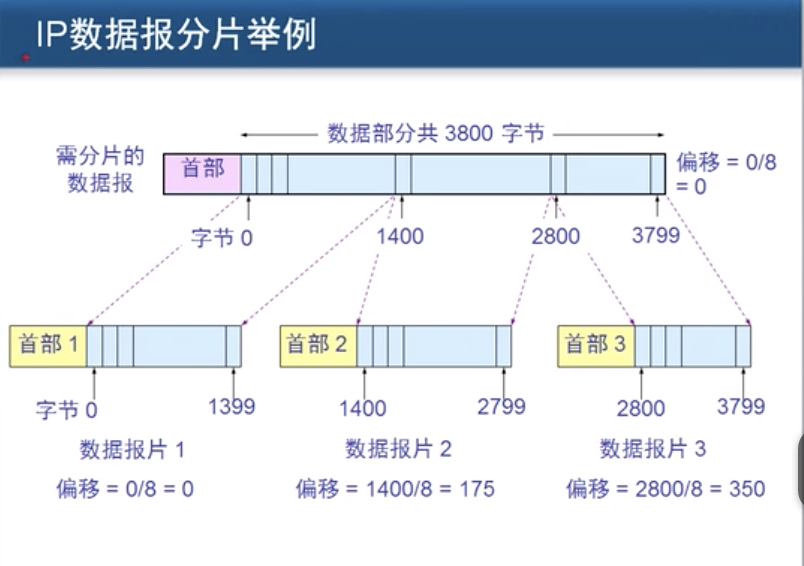 IP数据报分片举例
数据部分共 3800 字节
需分片的
数据报
首部
偏移 = 0/8
= 0
字节 0
1400
2800
3799
首部 1
首部 2
首部 3
字节 0
1399
1400
2799
2800
3799
数据报片 1
数据报片 2
数据报片 3
偏移 = 0/8 = 0
偏移 = 1400/8 = 175
偏移 = 2800/8 = 350